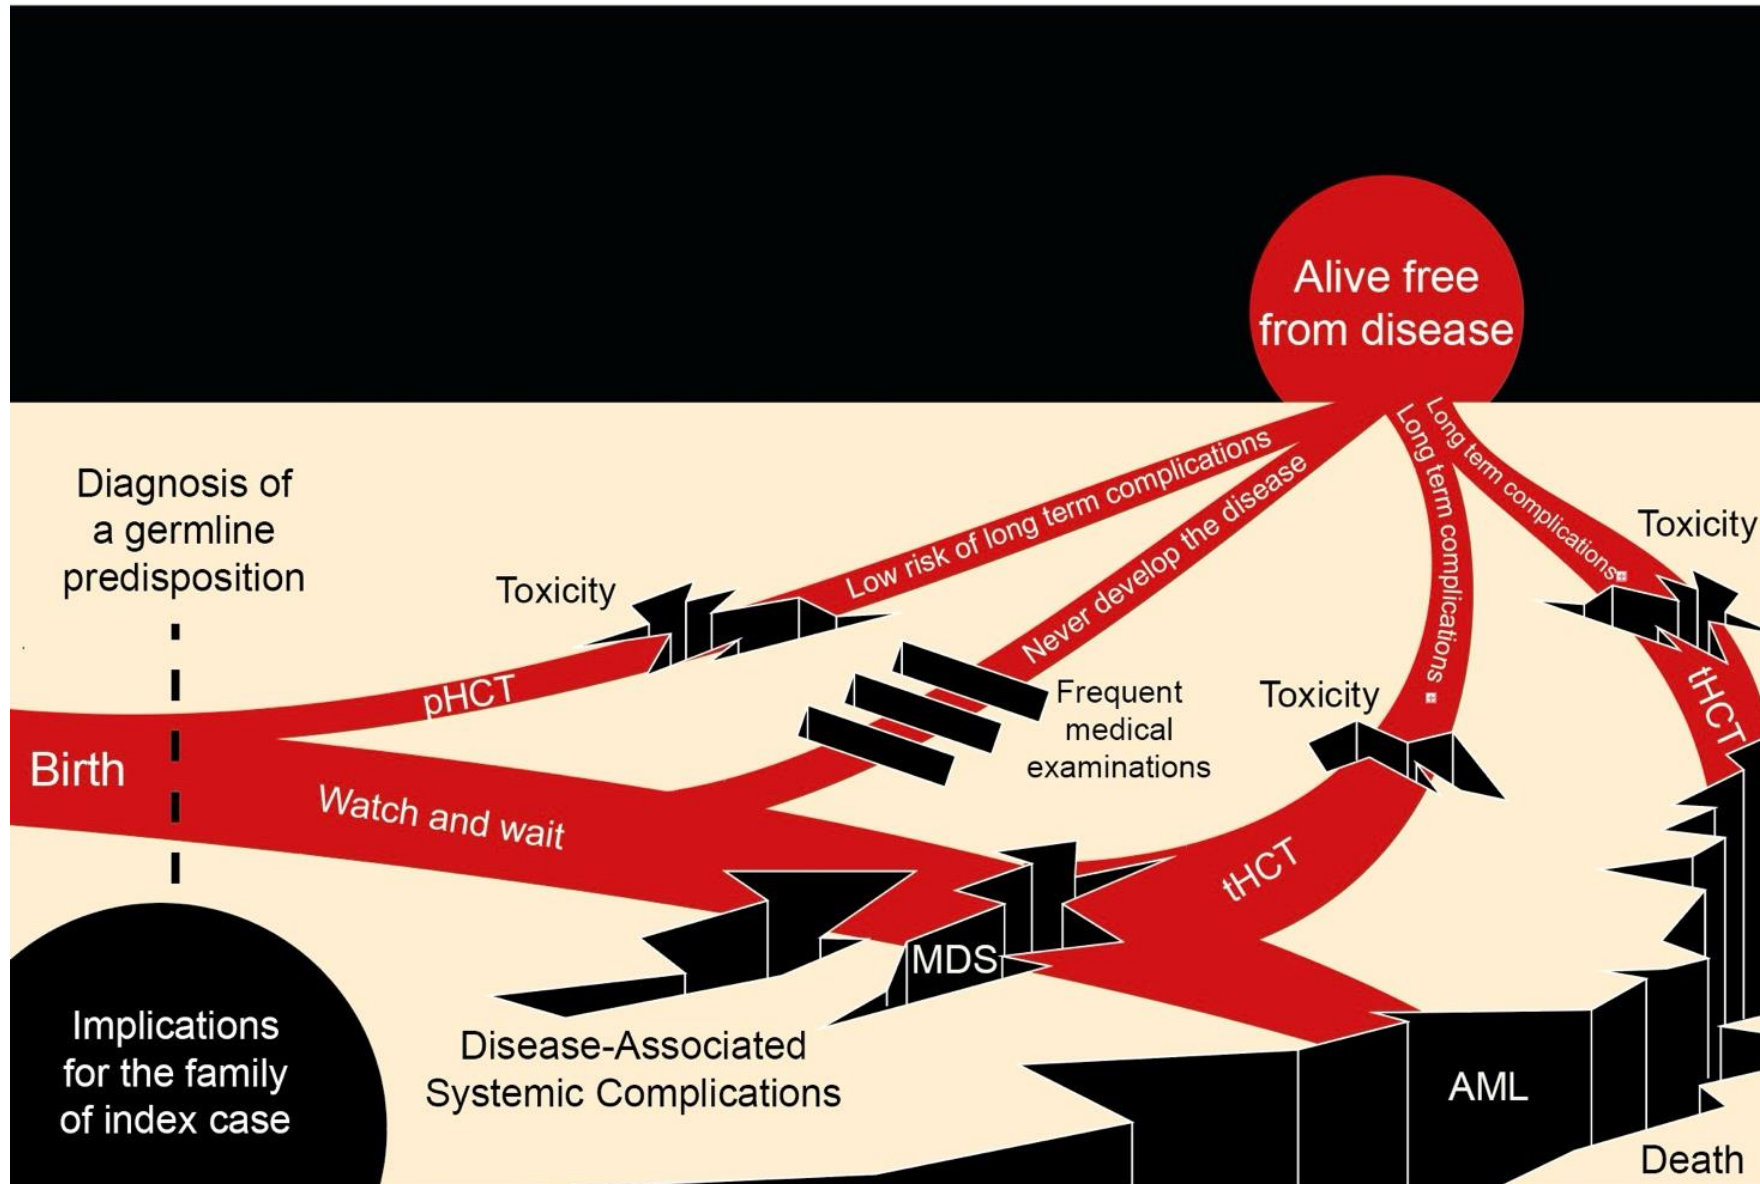 Alive free
from disease
Diagnosis of
a germline
predisposition
Low risk of long term complications
Never develop the disease
Long term complications
Long term complications
Toxicity
Toxicity
Toxicity
pHCT
tHCT
Frequent
medical
examinations
Birth
Watch and wait
tHCT
MDS
Implications
for the family
of index case
Disease-Associated
Systemic Complications
AML
Death